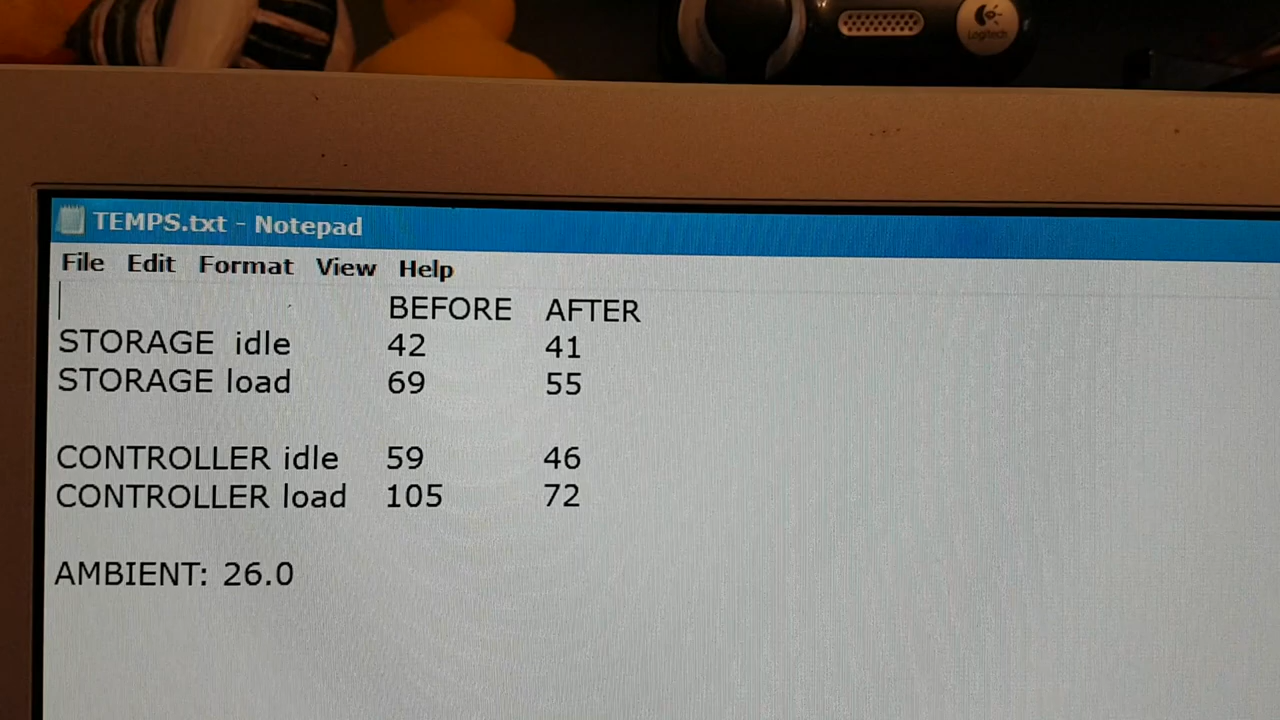 Logitech
TEMPS.txt - Notepad
File Edit Format View Help
BEFORE AFTER
STORAGE idle 42 41
STORAGE load 69 55
CONTROLLER idle 59 46
CONTROLLER load 105 72
AMBIENT: 26.0